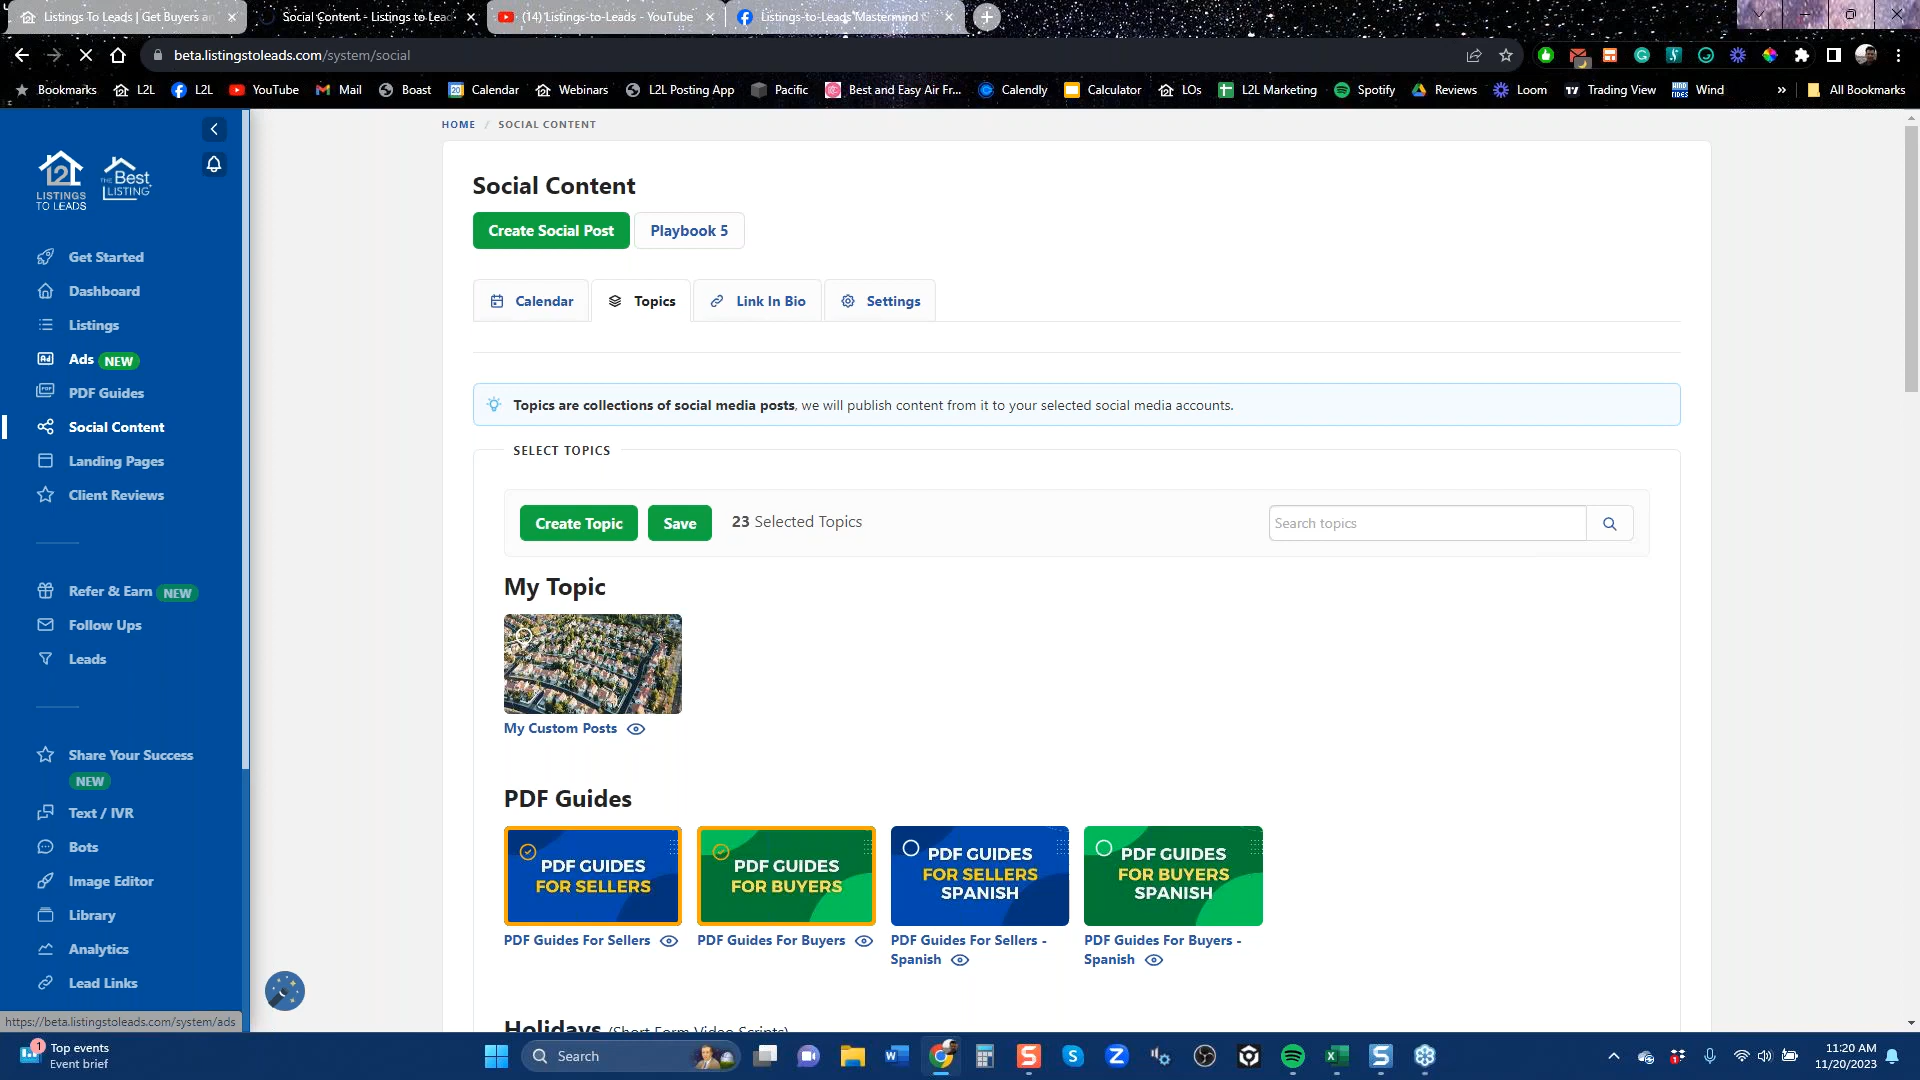 Listings To Leads | Get Buyers an
Social Content - Listings to Lead
(14) Listings-to-Leads - YouTube
Listings-to-Leads Mastermind
beta.listingstoleads.com/system/social
Bookmarks
L2L
L2L
YouTube
Mail
Boast
Calendar
Webinars
L2L Posting App
Pacific
Best and Easy Air Fr...
Calendly
Calculator
LOs
L2L Marketing
Spotify
Reviews
Loom
Trading View
Wind
»
All Bookmarks
L2L
LISTINGS
TO LEADS
THE Best
LISTING
Get Started
Dashboard
Listings
Ads NEW
PDF Guides
Social Content
Landing Pages
Client Reviews
Refer & Earn NEW
Follow Ups
Leads
Share Your Success
NEW
Text / IVR
Bots
Image Editor
Library
Analytics
Lead Links
https://beta.listingstoleads.com/system/ads
HOME / SOCIAL CONTENT
Social Content
Create Social Post
Playbook 5
Calendar
Topics
Link In Bio
Settings
Topics are collections of social media posts, we will publish content from it to your selected social media accounts.
SELECT TOPICS
Create Topic
Save
23 Selected Topics
Search topics
My Topic
My Custom Posts
PDF Guides
PDF GUIDES
FOR SELLERS
PDF GUIDES
FOR BUYERS
PDF GUIDES
FOR SELLERS
SPANISH
PDF GUIDES
FOR BUYERS
SPANISH
PDF Guides For Sellers
PDF Guides For Buyers
PDF Guides For Sellers -
Spanish
PDF Guides For Buyers -
Spanish
Holidays (Short Form Video Scripts)
1
Top events
Event brief
Search
11:20 AM
11/20/2023